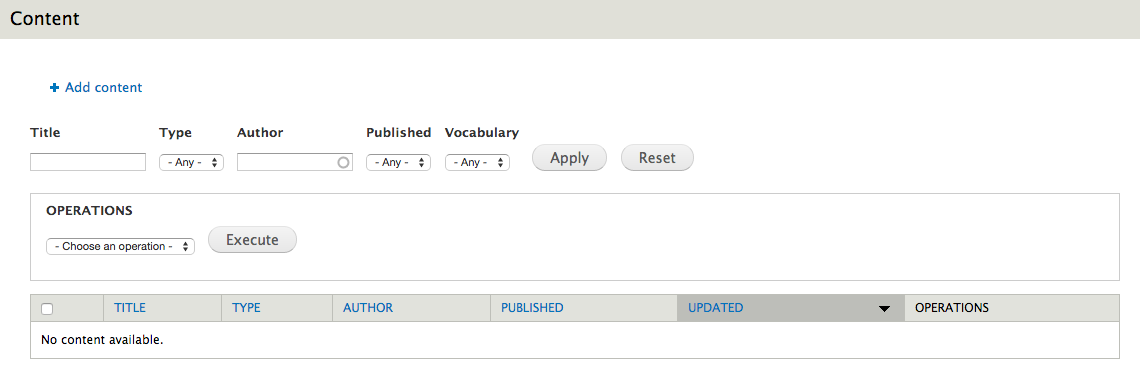 Content
+ Add content
Title Type Author Published Vocabulary
- Any - - Any - - Any - Apply Reset
OPERATIONS
- Choose an operation - Execute
TITLE TYPE AUTHOR PUBLISHED UPDATED OPERATIONS
No content available.